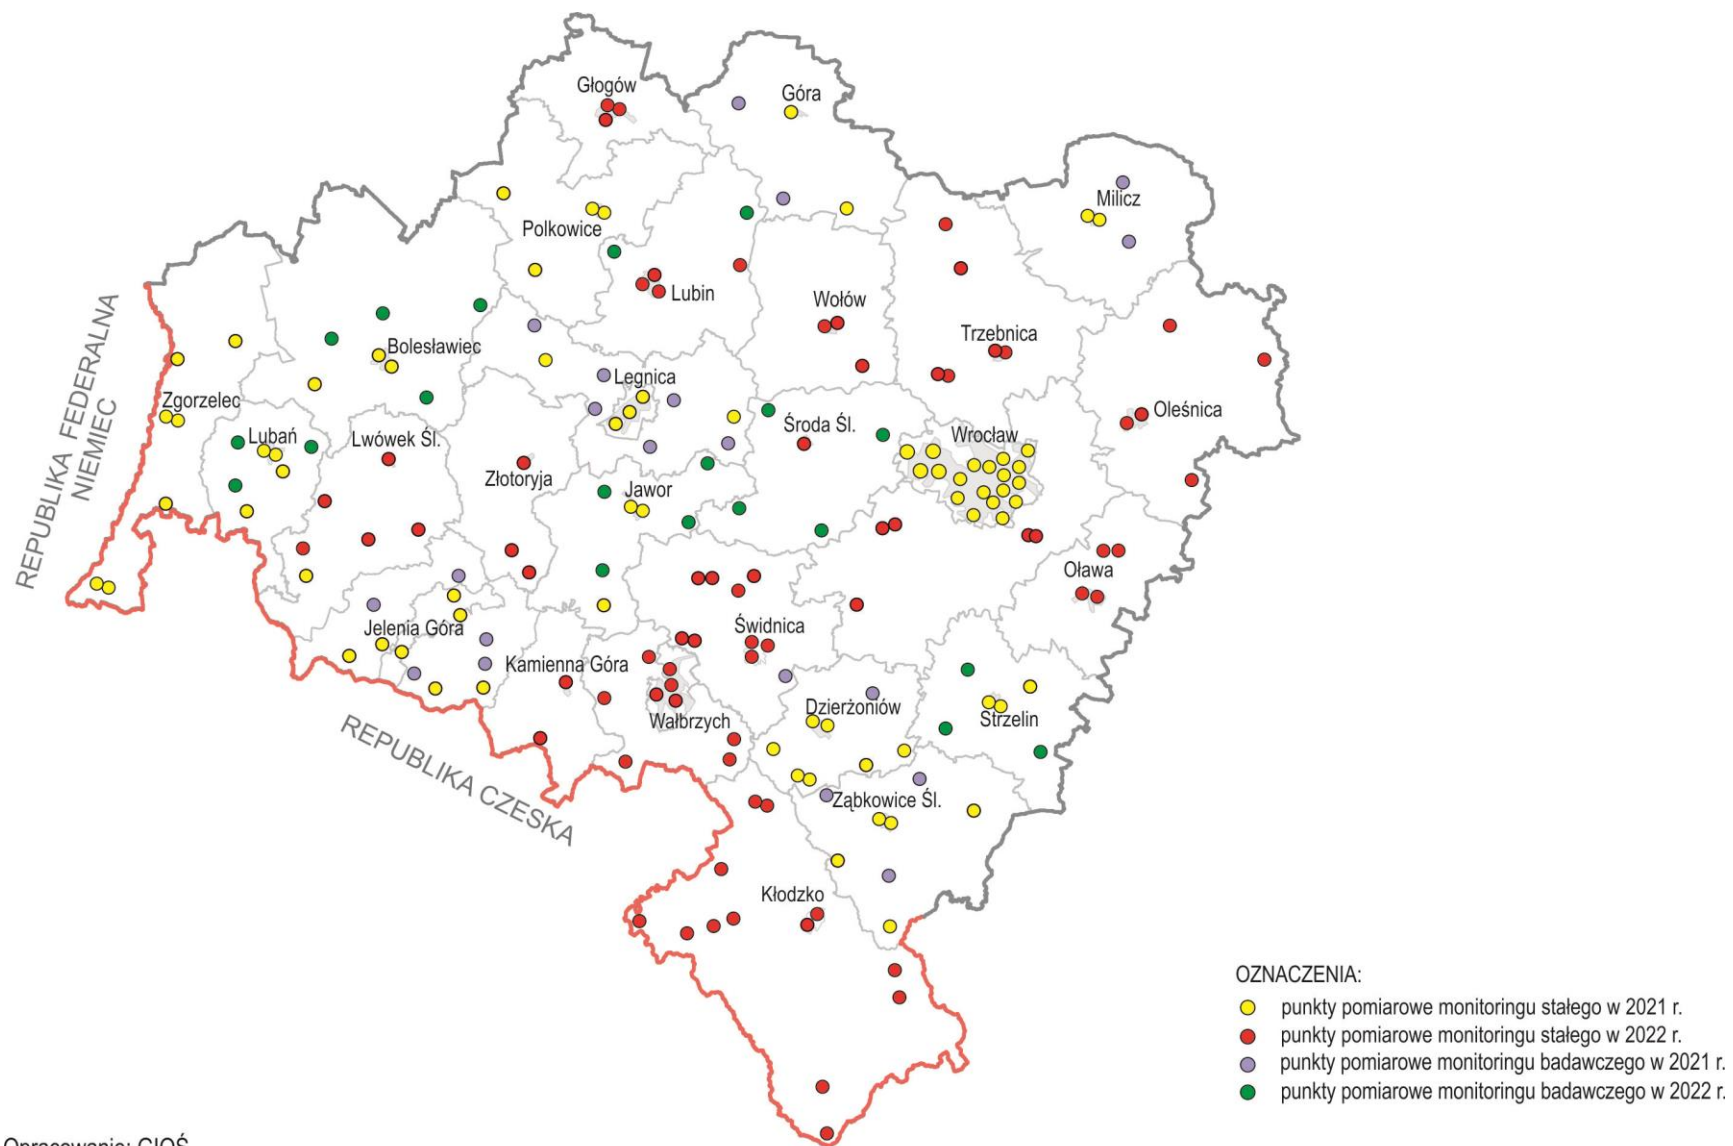 Głogów
Góra
Milicz
Polkowice
Lubin
Wołów
Trzebnica
Bolesławiec
Legnica
Zgorzelec
Oleśnica
REPUBLIKA FEDERALNA
NIEMIEC
Lubań
Lwówek Śl.
Środa Śl.
Wrocław
Złotoryja
Jawor
Oława
Jelenia Góra
Świdnica
Kamienna Góra
Dzierżoniów
Strzelin
Wałbrzych
REPUBLIKA CZESKA
Ząbkowice Śl.
Kłodzko
OZNACZENIA:
punkty pomiarowe monitoringu stałego w 2021 r.
punkty pomiarowe monitoringu stałego w 2022 r.
punkty pomiarowe monitoringu badawczego w 2021 r.
punkty pomiarowe monitoringu badawczego w 2022 r.
Opracowanie: GIOŚ